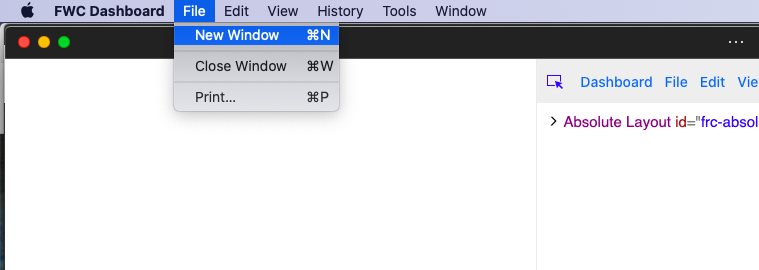 FWC Dashboard File Edit View History Tools Window
New Window ⌘N
Close Window ⌘W
Print... ⌘P
Dashboard File Edit Vie
Absolute Layout id="frc-absol